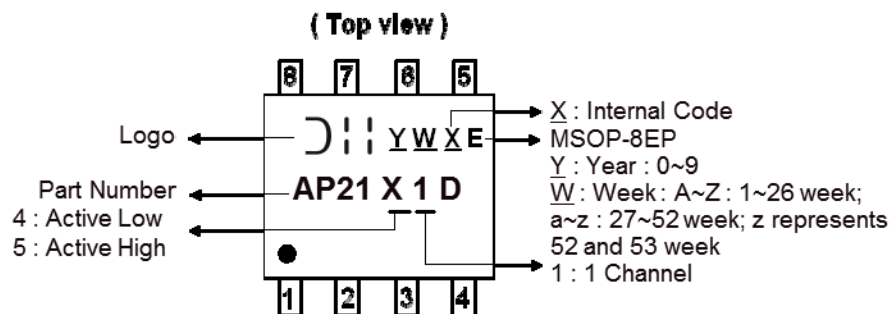 ( Top view )
8 7 6 5
Logo
Y W X E
X : Internal Code
MSOP-8EP
Y : Year : 0~9
W : Week : A~Z : 1~26 week;
a~z : 27~52 week; z represents
52 and 53 week
1 : 1 Channel
Part Number
4 : Active Low
5 : Active High
AP21 X 1 D
1 2 3 4